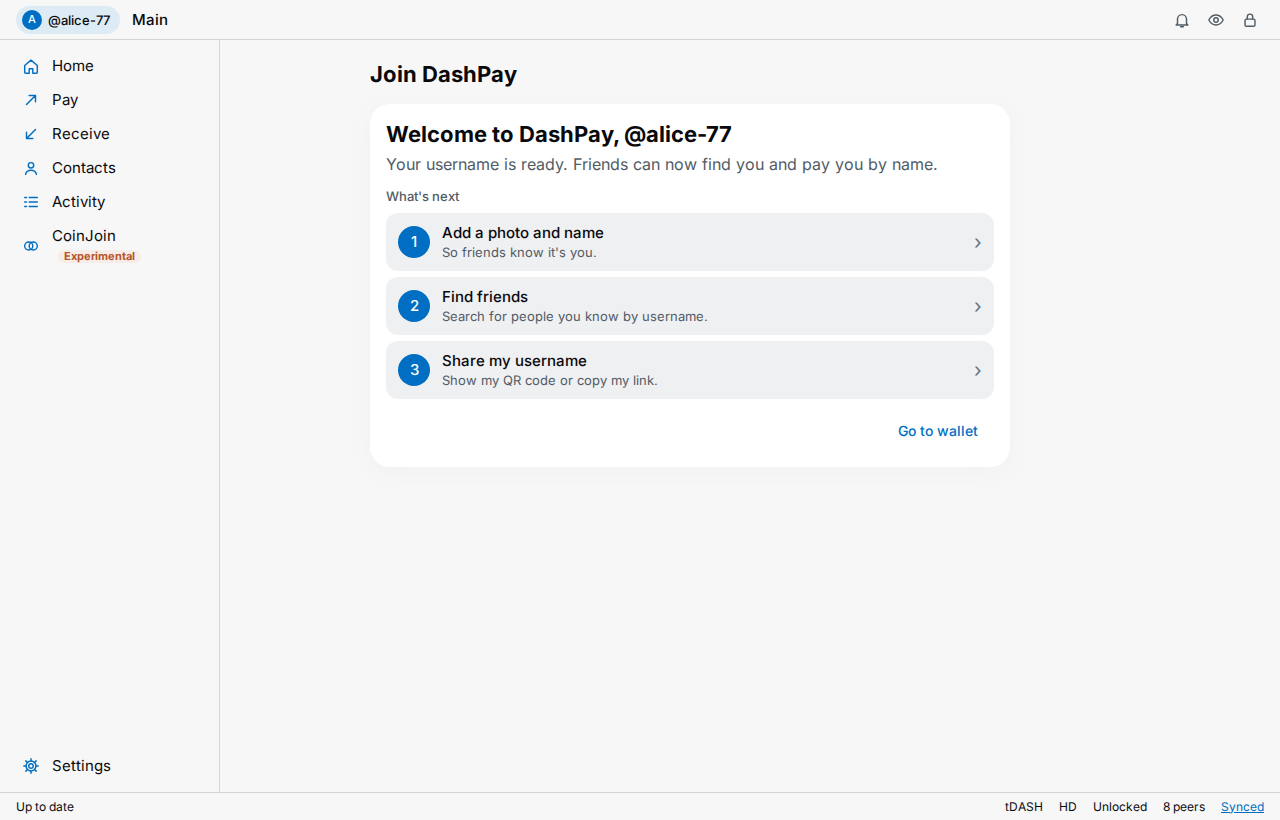 A @alice-77 Main
Home
Pay
Receive
Contacts
Activity
CoinJoin
Experimental
Settings
Join DashPay
Welcome to DashPay, @alice-77
Your username is ready. Friends can now find you and pay you by name.
What's next
1 Add a photo and name
So friends know it's you.
2 Find friends
Search for people you know by username.
3 Share my username
Show my QR code or copy my link.
Go to wallet
Up to date tDASH HD Unlocked 8 peers Synced